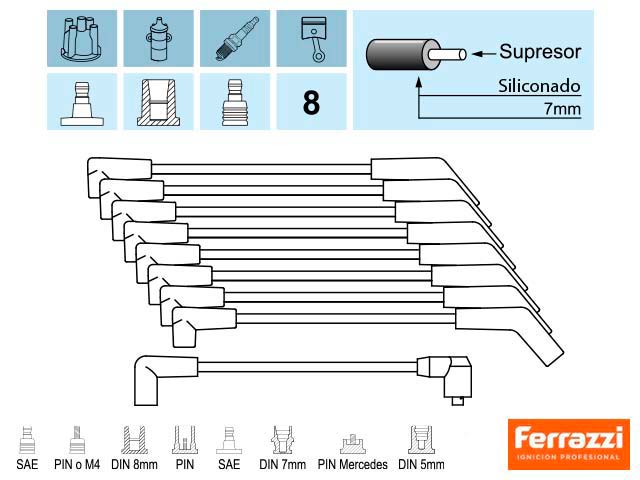 Supresor
Siliconado
7mm
8
SAE PIN o M4 DIN 8mm PIN SAE DIN 7mm PIN Mercedes DIN 5mm
Ferrazzi
IGNICION PROFESIONAL